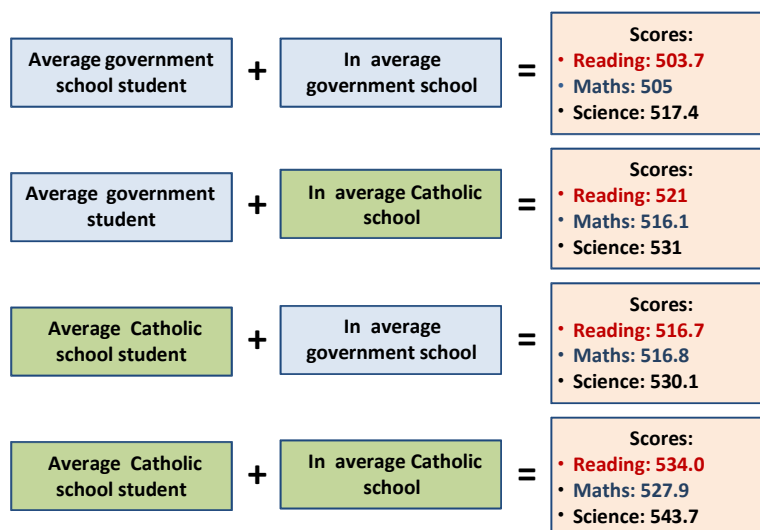 Average government
school student
+
In average
government school
=
Scores:
• Reading: 503.7
• Maths: 505
• Science: 517.4
Average government
student
+
In average Catholic
school
=
Scores:
• Reading: 521
• Maths: 516.1
• Science: 531
Average Catholic
school student
+
In average
government school
=
Scores:
• Reading: 516.7
• Maths: 516.8
• Science: 530.1
Average Catholic
school student
+
In average Catholic
school
=
Scores:
• Reading: 534.0
• Maths: 527.9
• Science: 543.7